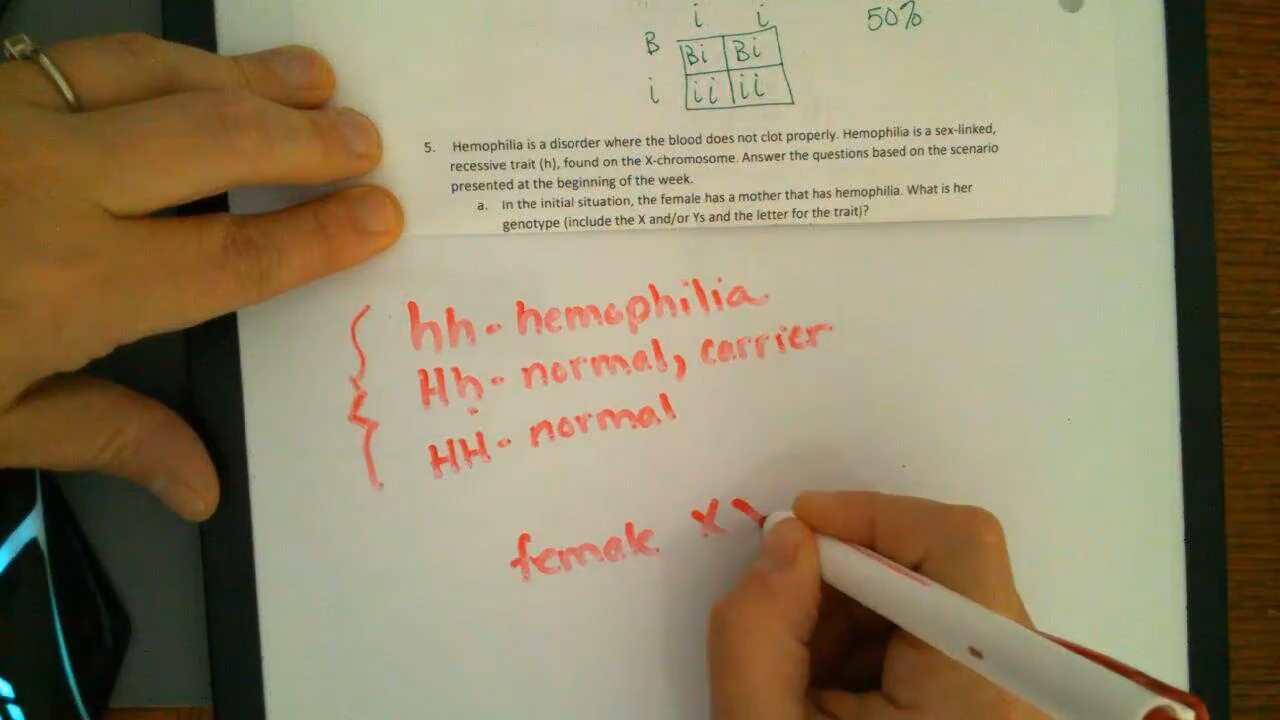 i i 50%
B Bi Bi
i ii ii
5. Hemophilia is a disorder where the blood does not clot properly. Hemophilia is a sex-linked,
recessive trait (h), found on the X-chromosome. Answer the questions based on the scenario
presented at the beginning of the week.
a. In the initial situation, the female has a mother that has hemophilia. What is her
genotype (include the X and/or Ys and the letter for the trait)?
hh- hemophilia
Hh- normal, carrier
HH- normal
female X